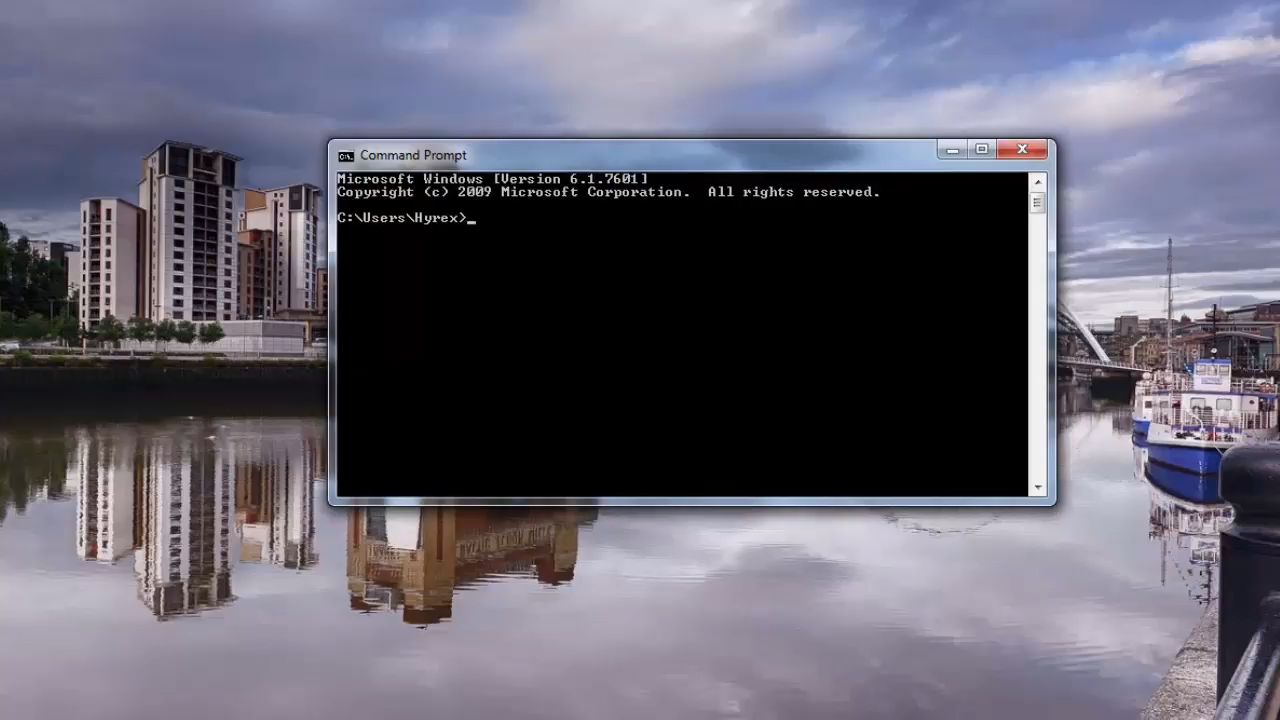 Command Prompt
Microsoft Windows [Version 6.1.7601]
Copyright (c) 2009 Microsoft Corporation.  All rights reserved.
C:\Users\Hyrex>_